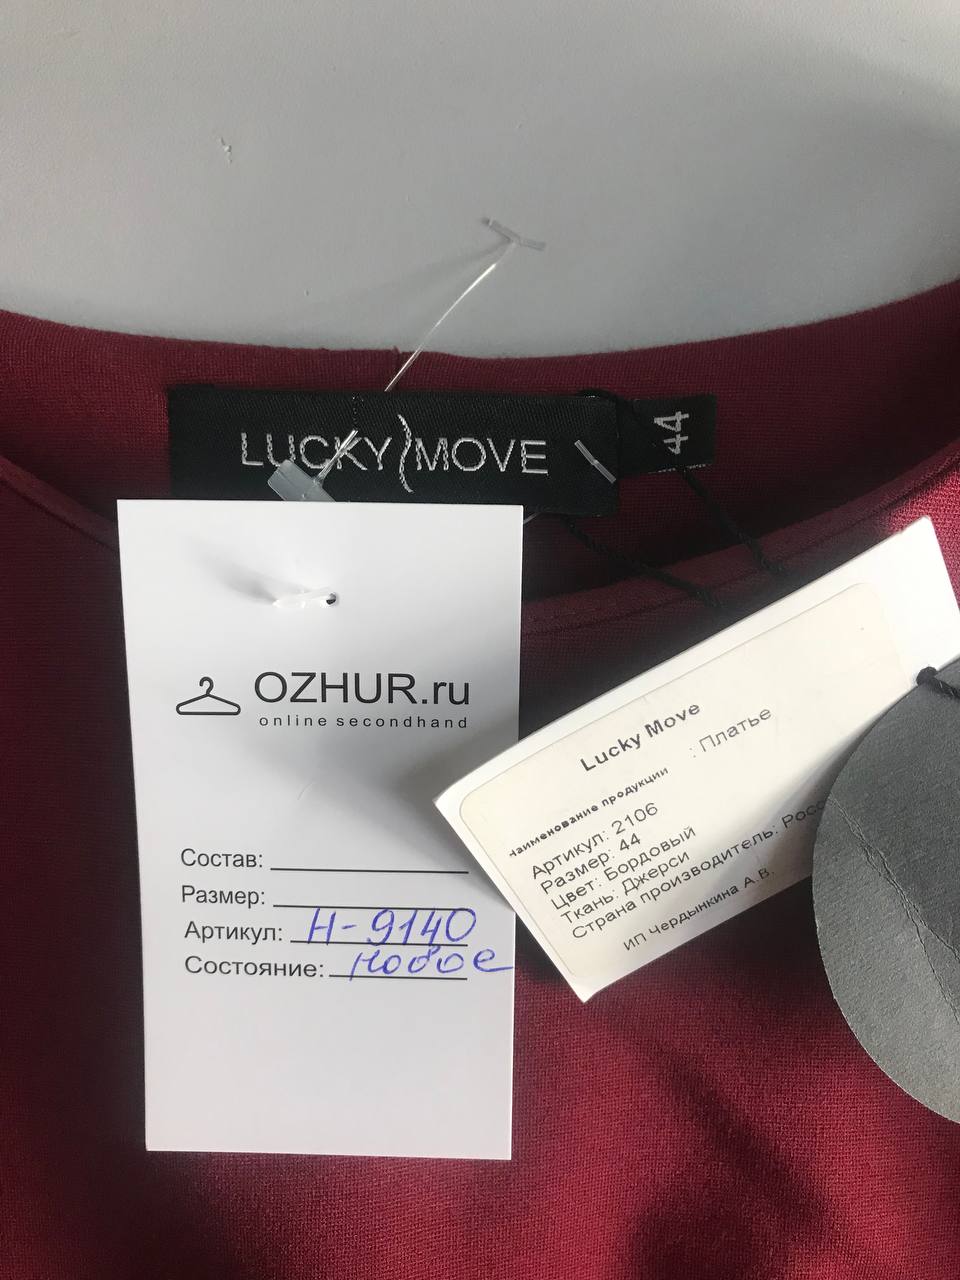 LUCKY MOVE
44
OZHUR.ru
online secondhand
Состав:
Размер:
Артикул: Н-9140
Состояние: новое
Lucky Move
Наименование продукции : Платье
Артикул: 2106
Размер: 44
Цвет: Бордовый
Ткань: Джерси
Страна производитель: Росс
ИП Чердынкина А.В.